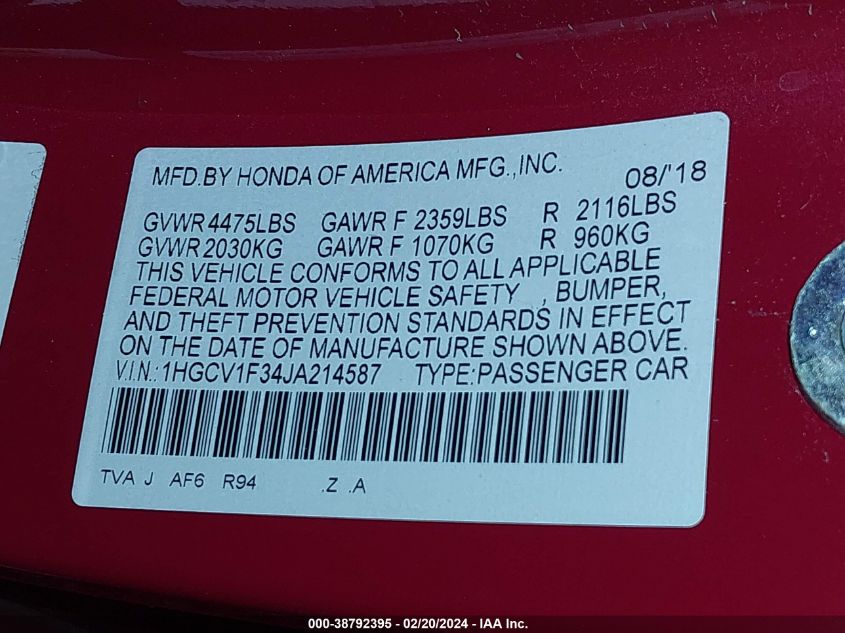 MFD.BY HONDA OF AMERICA MFG.,INC. 08/'18
GVWR 4475LBS GAWR F 2359LBS R 2116LBS
GVWR 2030KG GAWR F 1070KG R 960KG
THIS VEHICLE CONFORMS TO ALL APPLICABLE
FEDERAL MOTOR VEHICLE SAFETY , BUMPER,
AND THEFT PREVENTION STANDARDS IN EFFECT
ON THE DATE OF MANUFACTURE SHOWN ABOVE.
V.I.N.:1HGCV1F34JA214587 TYPE:PASSENGER CAR
TVA J AF6 R94 .Z .A
000-38792395 - 02/20/2024 - IAA Inc.